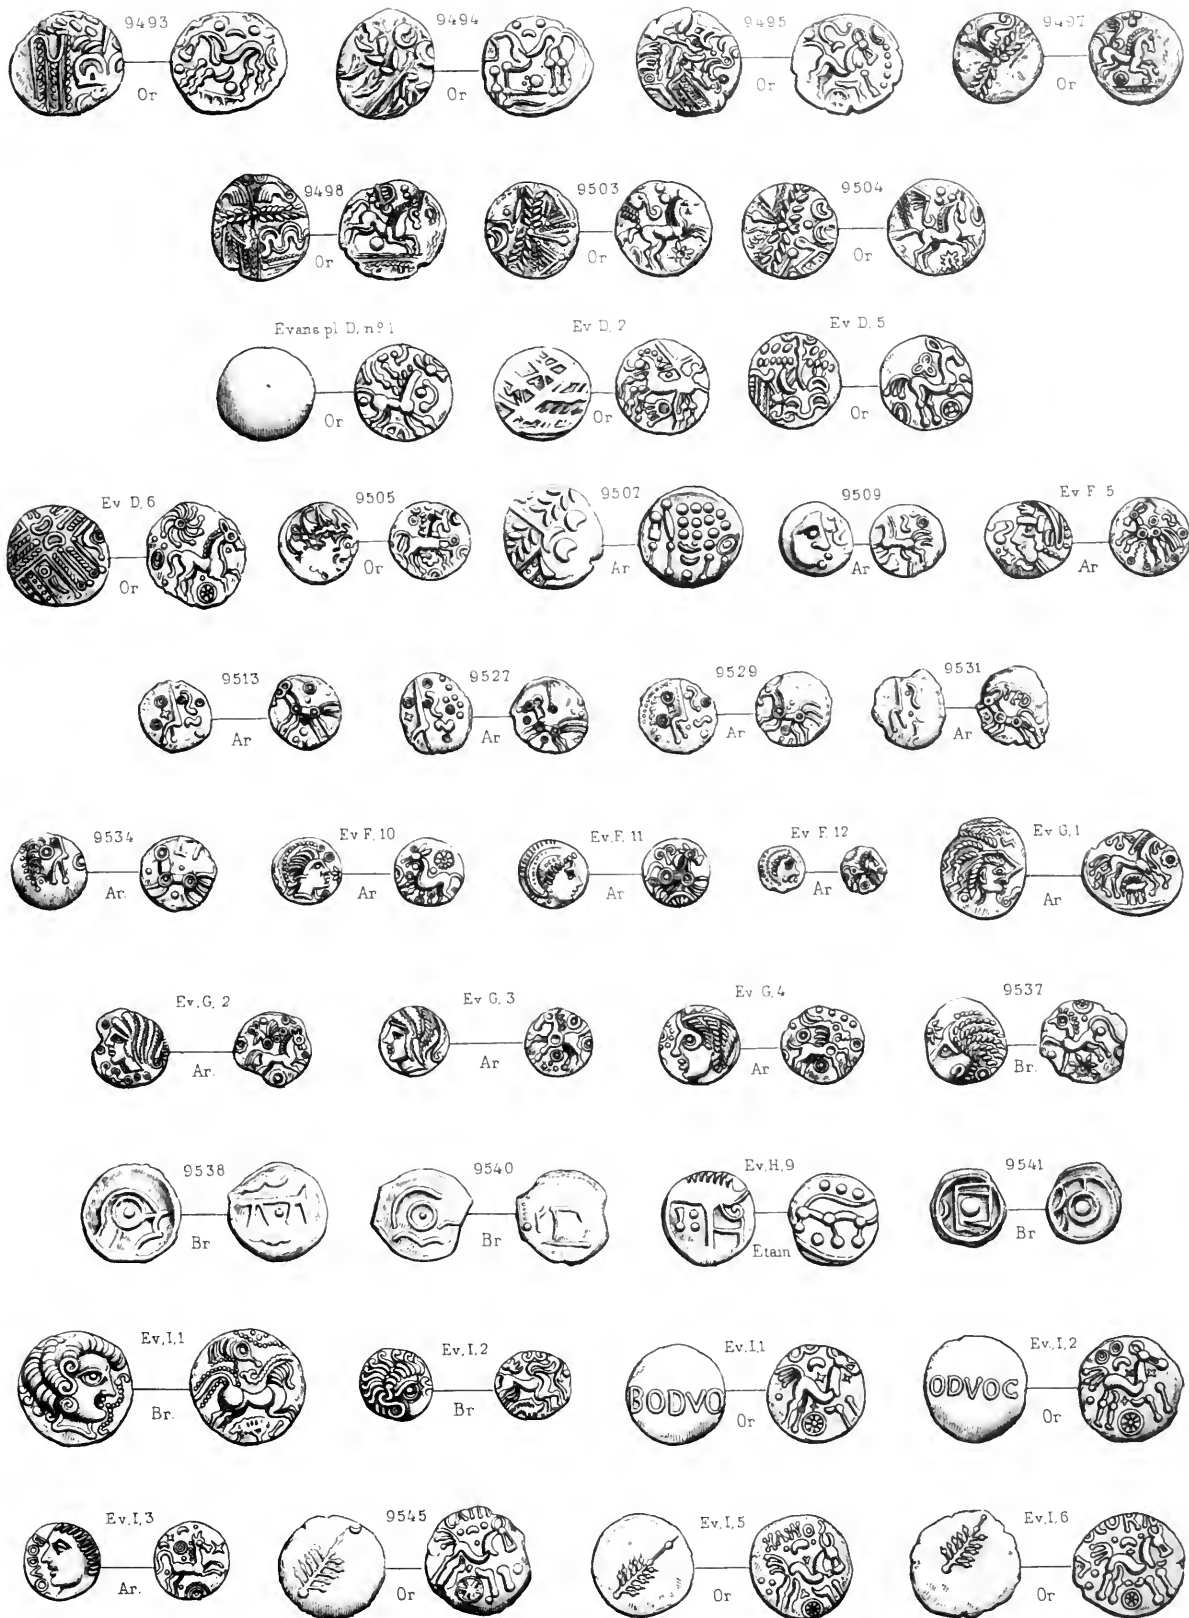 9493 9494 9495 9497
Or Or Or Or
9498 9503 9504
Or Or Or
Evans pl D, nº 1 Ev D, 2 Ev D, 5
Or Or Or
Ev D, 6 9505 9507 9509 Ev F 5
Or Or Ar Ar Ar
9513 9527 9529 9531
Ar Ar Ar Ar
9534 Ev F, 10 Ev, F, 11 Ev F, 12 Ev G, 1
Ar. Ar Ar Ar Ar
Ev, G, 2 Ev G, 3 Ev G, 4 9537
Ar. Ar Ar Br.
9538 9540 Ev, H, 9 9541
Br Br Etain Br
Ev, I, 1 Ev, I, 2 Ev, I, 1 Ev, I, 2
BODVO ODVOC
Br. Br Or Or
Ev, I, 3 9545 Ev, I, 5 Ev, I, 6
Ar. Or Or Or